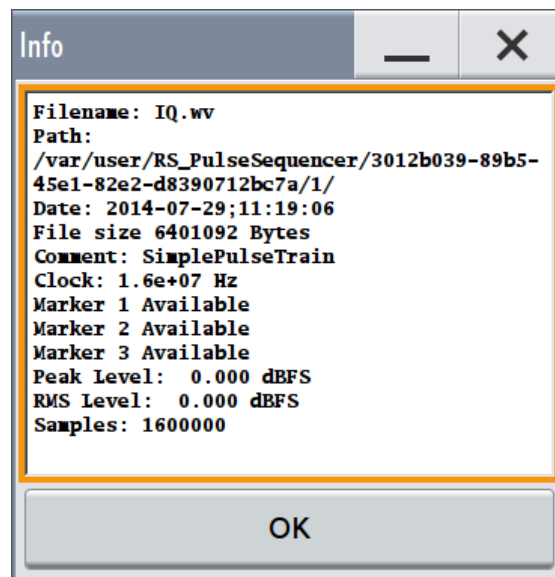 Info
Filename: IQ.wv
Path:
/var/user/RS_PulseSequencer/3012b039-89b5-
45e1-82e2-d8390712bc7a/1/
Date: 2014-07-29;11:19:06
File size 6401092 Bytes
Comment: SimplePulseTrain
Clock: 1.6e+07 Hz
Marker 1 Available
Marker 2 Available
Marker 3 Available
Peak Level:  0.000 dBFS
RMS Level:  0.000 dBFS
Samples: 1600000
OK